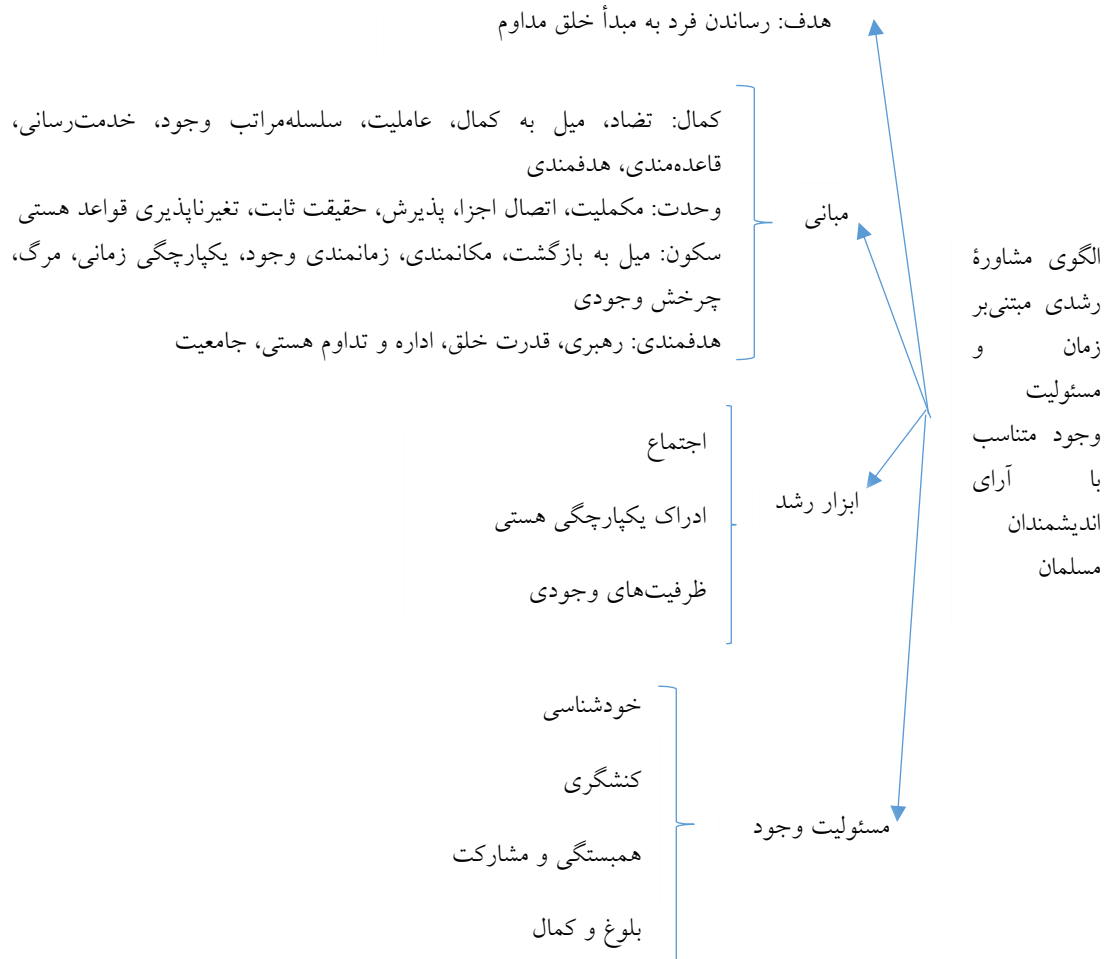 هدف: رساندن فرد به مبدأ خلق مداوم
کمال: تضاد، میل به کمال، عاملیت، سلسله‌مراتب وجود، خدمت‌رسانی،
قاعده‌مندی، هدفمندی
وحدت: مکملیت، اتصال اجزا، پذیرش، حقیقت ثابت، تغیرناپذیری قواعد هستی
سکون: میل به بازگشت، مکانمندی، زمانمندی وجود، یکپارچگی زمانی، مرگ،
چرخش وجودی
هدفمندی: رهبری، قدرت خلق، اداره و تداوم هستی، جامعیت
مبانی
الگوی مشاورۀ
رشدی مبتنی‌بر
زمان و
مسئولیت
وجود متناسب
با آرای
اندیشمندان
مسلمان
ابزار رشد
اجتماع
ادراک یکپارچگی هستی
ظرفیت‌های وجودی
مسئولیت وجود
خودشناسی
کنشگری
همبستگی و مشارکت
بلوغ و کمال